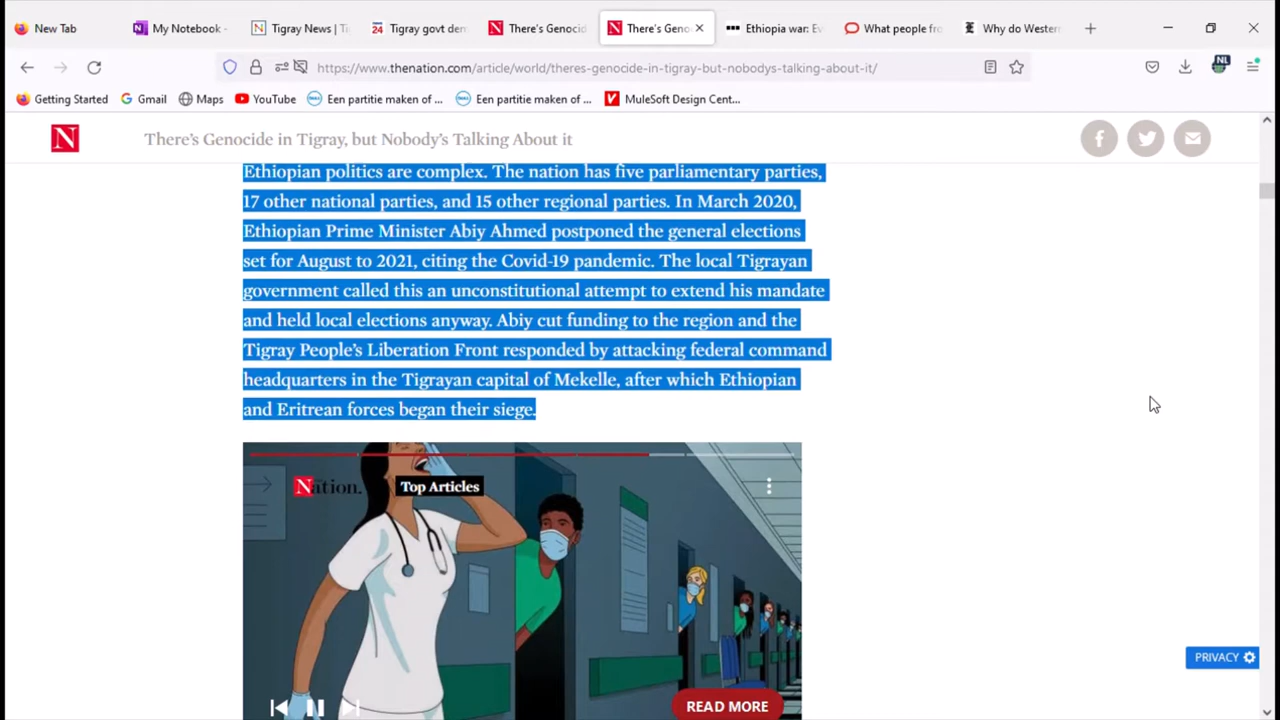 New Tab
My Notebook -
Tigray News | Ti
24
Tigray govt dem
N
There's Genocid
N
There's Geno
Ethiopia war: Ev
What people fro
Why do Western
https://www.thenation.com/article/world/theres-genocide-in-tigray-but-nobodys-talking-about-it/
NL
Getting Started
Gmail
Maps
YouTube
Een partitie maken of ...
Een partitie maken of ...
MuleSoft Design Cent...
N
There's Genocide in Tigray, but Nobody's Talking About it
Ethiopian politics are complex. The nation has five parliamentary parties,
17 other national parties, and 15 other regional parties. In March 2020,
Ethiopian Prime Minister Abiy Ahmed postponed the general elections
set for August to 2021, citing the Covid-19 pandemic. The local Tigrayan
government called this an unconstitutional attempt to extend his mandate
and held local elections anyway. Abiy cut funding to the region and the
Tigray People's Liberation Front responded by attacking federal command
headquarters in the Tigrayan capital of Mekelle, after which Ethiopian
and Eritrean forces began their siege.
Nation.
Top Articles
READ MORE
PRIVACY